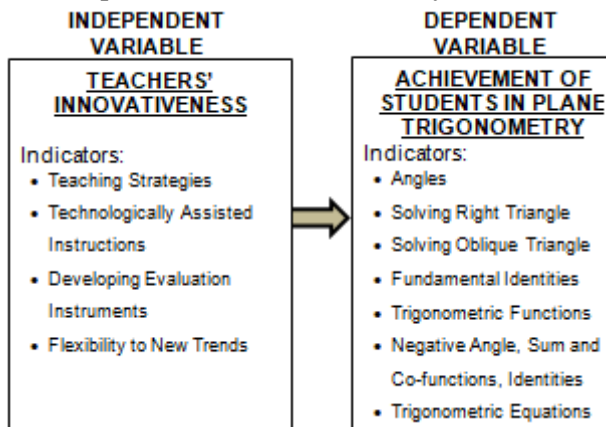 INDEPENDENT
VARIABLE
TEACHERS'
INNOVATIVENESS
Indicators:
• Teaching Strategies
• Technologically Assisted
Instructions
• Developing Evaluation
Instruments
• Flexibility to New Trends
DEPENDENT
VARIABLE
ACHIEVEMENT OF
STUDENTS IN PLANE
TRIGONOMETRY
Indicators:
• Angles
• Solving Right Triangle
• Solving Oblique Triangle
• Fundamental Identities
• Trigonometric Functions
• Negative Angle, Sum and
Co-functions, Identities
• Trigonometric Equations